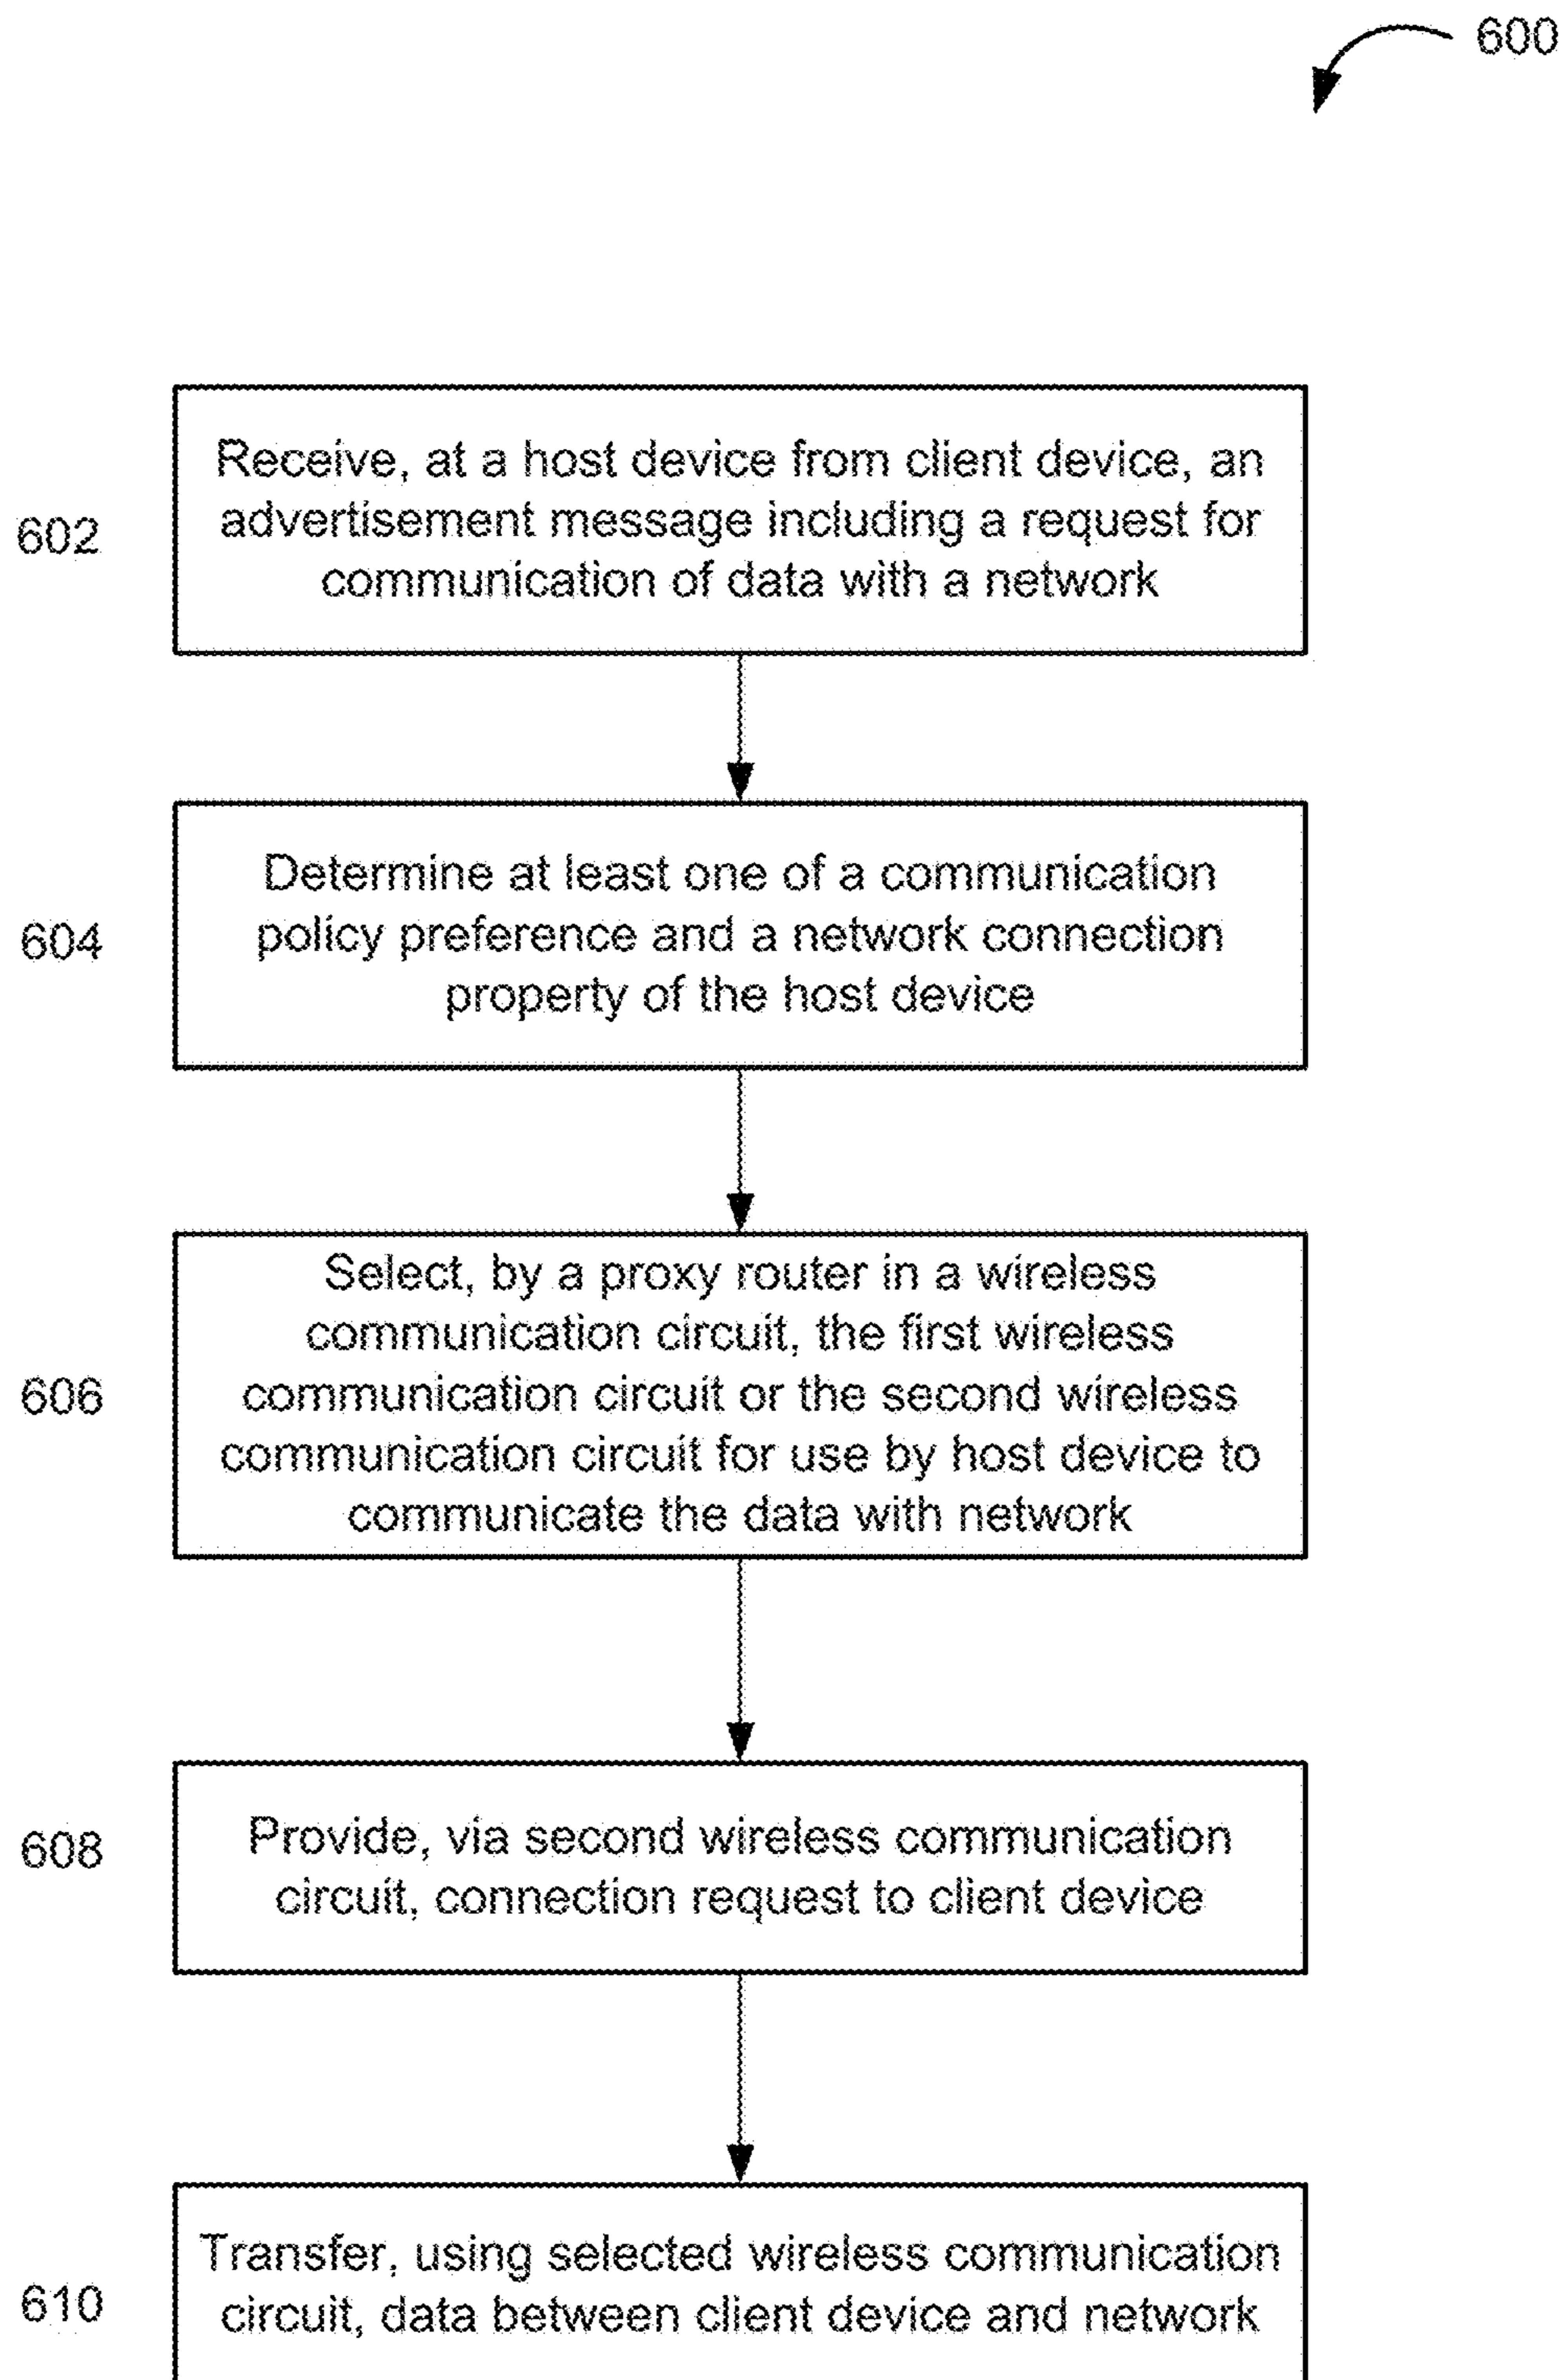 600
602
Receive, at a host device from client device, an
advertisement message including a request for
communication of data with a network
604
Determine at least one of a communication
policy preference and a network connection
property of the host device
606
Select, by a proxy router in a wireless
communication circuit, the first wireless
communication circuit or the second wireless
communication circuit for use by host device to
communicate the data with network
608
Provide, via second wireless communication
circuit, connection request to client device
610
Transfer, using selected wireless communication
circuit, data between client device and network